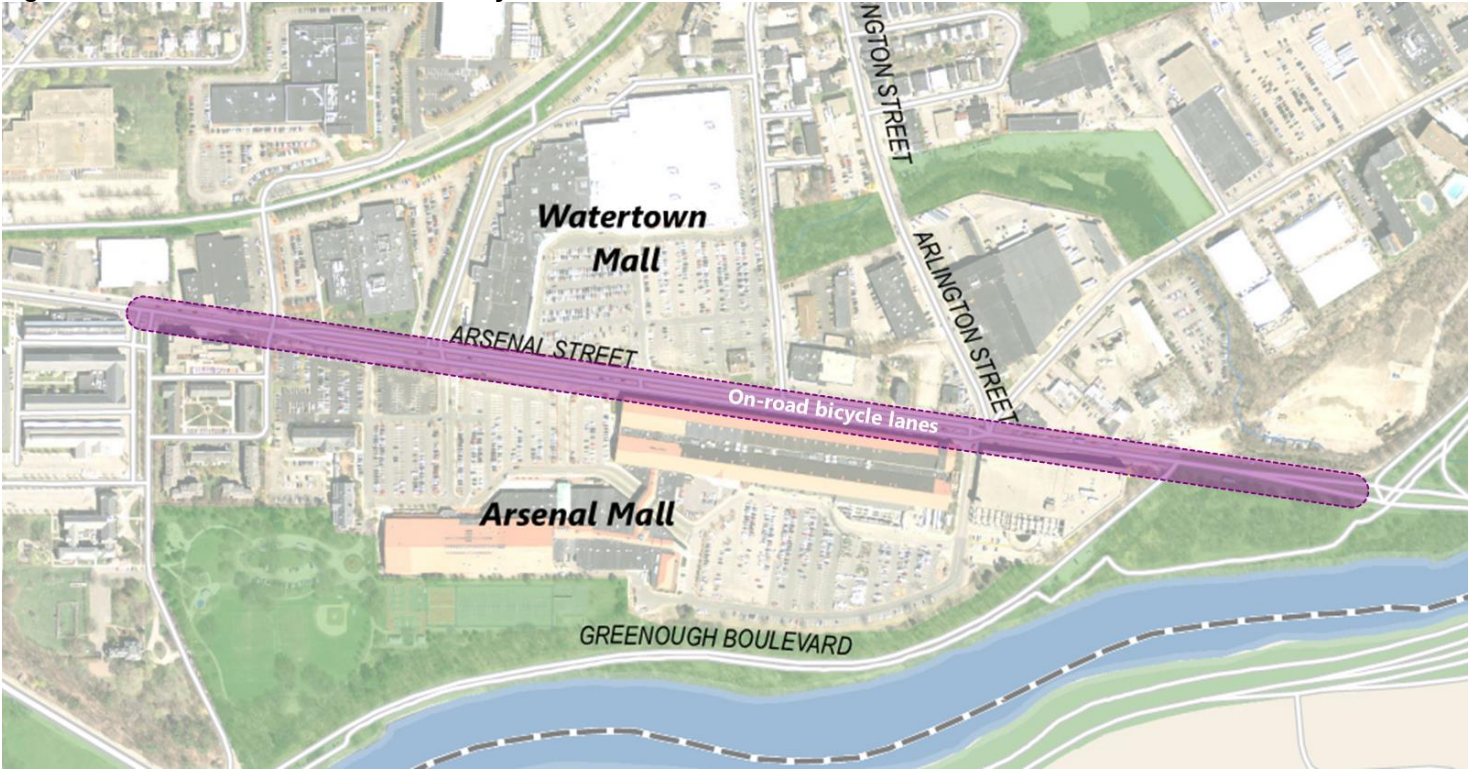 NGTON STREET
Watertown
Mall
ARLINGTON STREET
ARSENAL STREET
On-road bicycle lanes
Arsenal Mall
GREENOUGH BOULEVARD